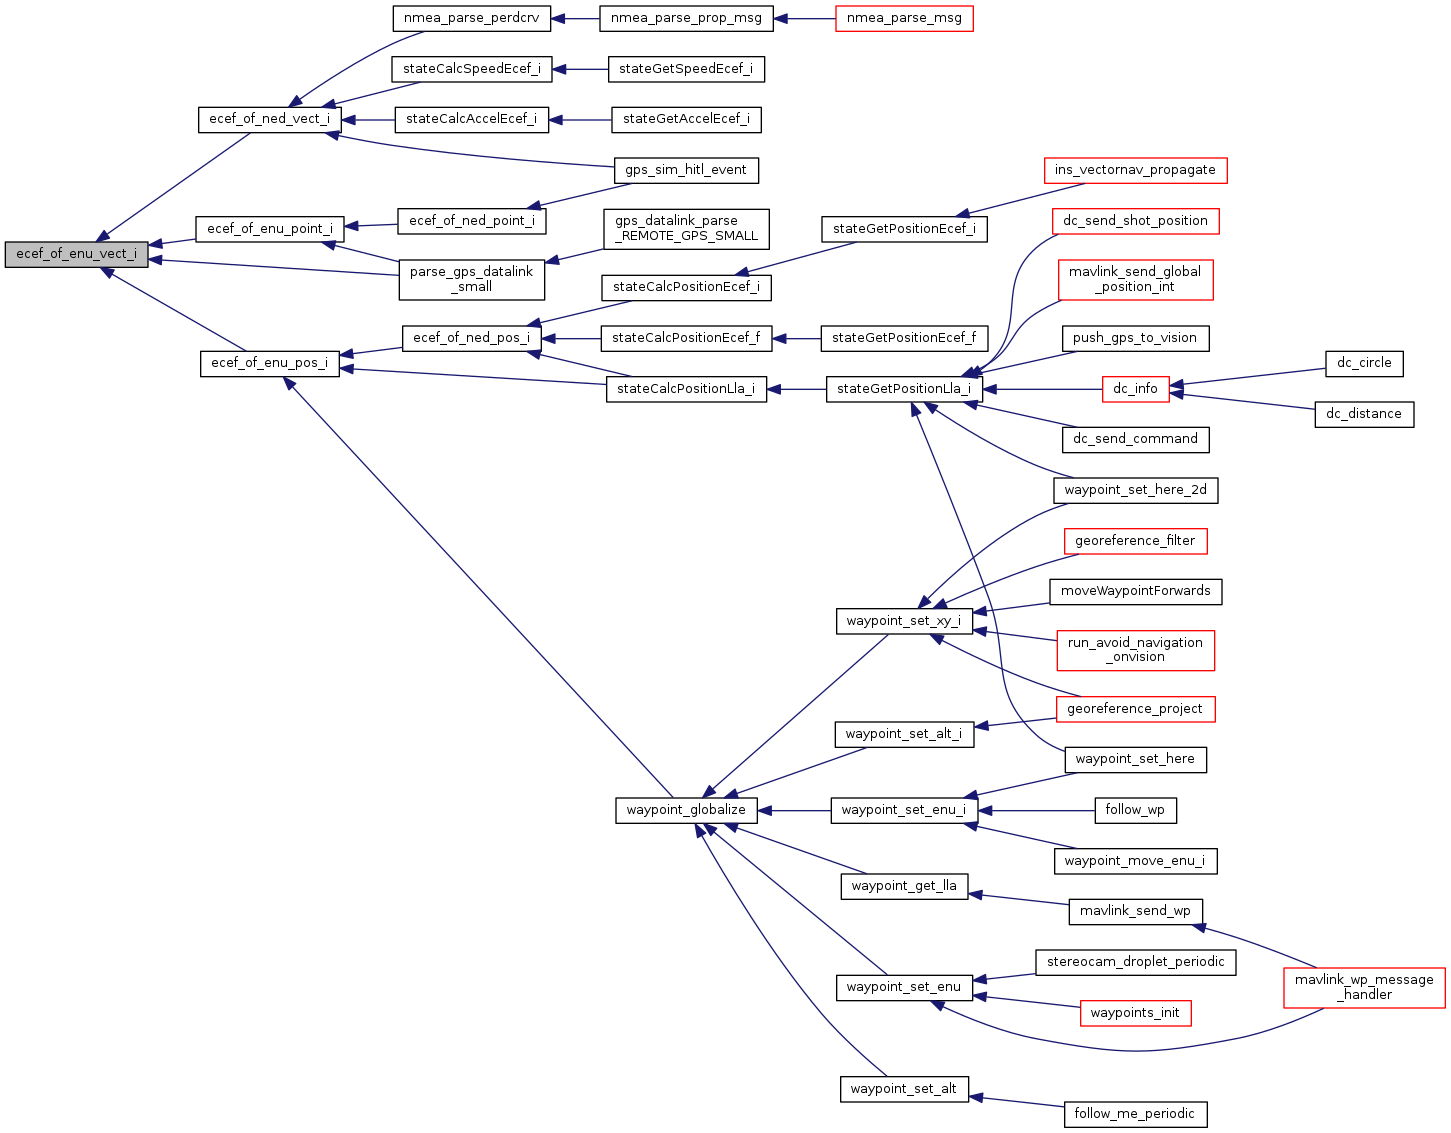 nmea_parse_perdcrv
nmea_parse_prop_msg
nmea_parse_msg
stateCalcSpeedEcef_i
stateGetSpeedEcef_i
ecef_of_ned_vect_i
stateCalcAccelEcef_i
stateGetAccelEcef_i
gps_sim_hitl_event
ins_vectornav_propagate
ecef_of_enu_point_i
ecef_of_ned_point_i
gps_datalink_parse
_REMOTE_GPS_SMALL
stateGetPositionEcef_i
dc_send_shot_position
ecef_of_enu_vect_i
parse_gps_datalink
_small
stateCalcPositionEcef_i
mavlink_send_global
_position_int
ecef_of_ned_pos_i
stateCalcPositionEcef_f
stateGetPositionEcef_f
push_gps_to_vision
ecef_of_enu_pos_i
stateCalcPositionLla_i
stateGetPositionLla_i
dc_info
dc_circle
dc_distance
dc_send_command
waypoint_set_here_2d
georeference_filter
moveWaypointForwards
waypoint_set_xy_i
run_avoid_navigation
_onvision
georeference_project
waypoint_set_alt_i
waypoint_set_here
waypoint_globalize
waypoint_set_enu_i
follow_wp
waypoint_move_enu_i
waypoint_get_lla
mavlink_send_wp
stereocam_droplet_periodic
waypoint_set_enu
mavlink_wp_message
_handler
waypoints_init
waypoint_set_alt
follow_me_periodic